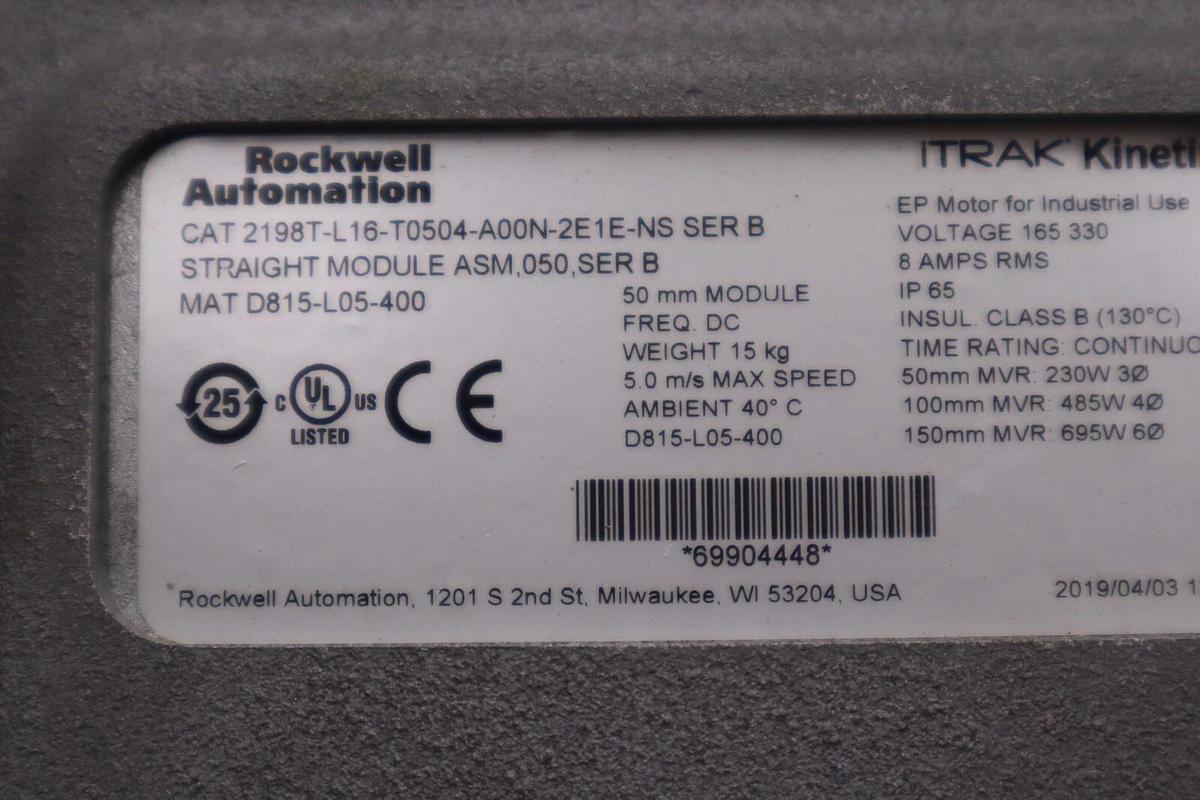 Rockwell
Automation
CAT 2198T-L16-T0504-A00N-2E1E-NS SER B
STRAIGHT MODULE ASM,050,SER B
MAT D815-L05-400
25
C UL US
LISTED
CE
50 mm MODULE
FREQ. DC
WEIGHT 15 kg
5.0 m/s MAX SPEED
AMBIENT 40° C
D815-L05-400
iTRAK® Kineti
EP Motor for Industrial Use
VOLTAGE 165 330
8 AMPS RMS
IP 65
INSUL. CLASS B (130°C)
TIME RATING: CONTINUO
50mm MVR: 230W 3Ø
100mm MVR: 485W 4Ø
150mm MVR: 695W 6Ø
*69904448*
Rockwell Automation, 1201 S 2nd St, Milwaukee, WI 53204, USA
2019/04/03 1